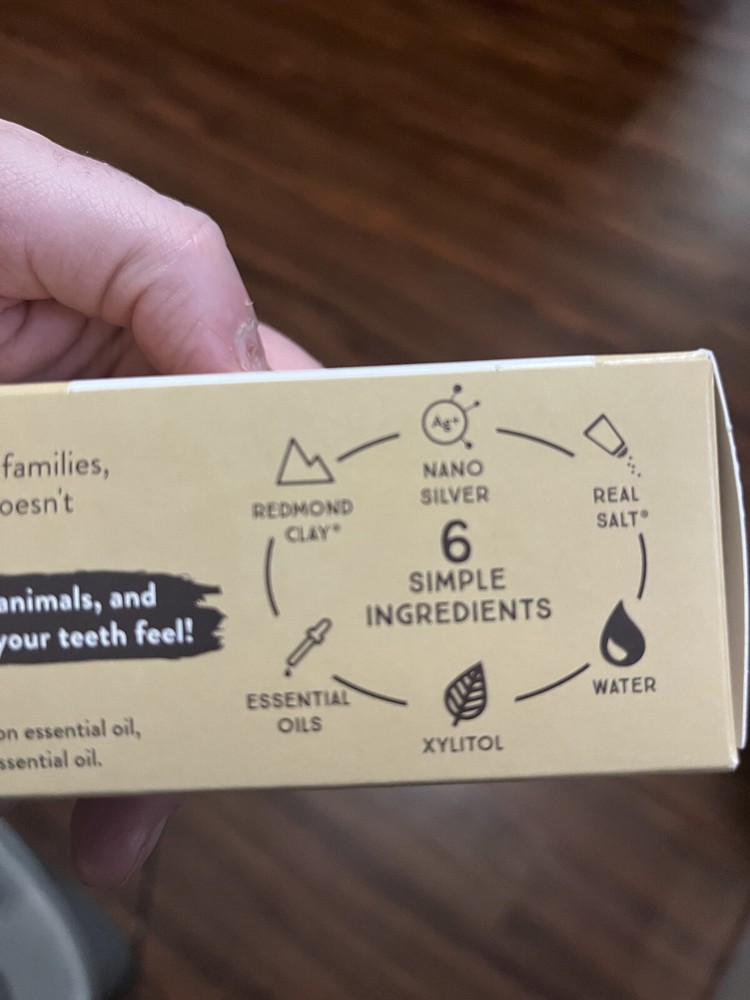 families,
oesn't
animals, and
your teeth feel!
on essential oil,
ssential oil.
Ag+
NANO
SILVER
REAL
SALT®
WATER
XYLITOL
ESSENTIAL
OILS
REDMOND
CLAY®
6
SIMPLE
INGREDIENTS